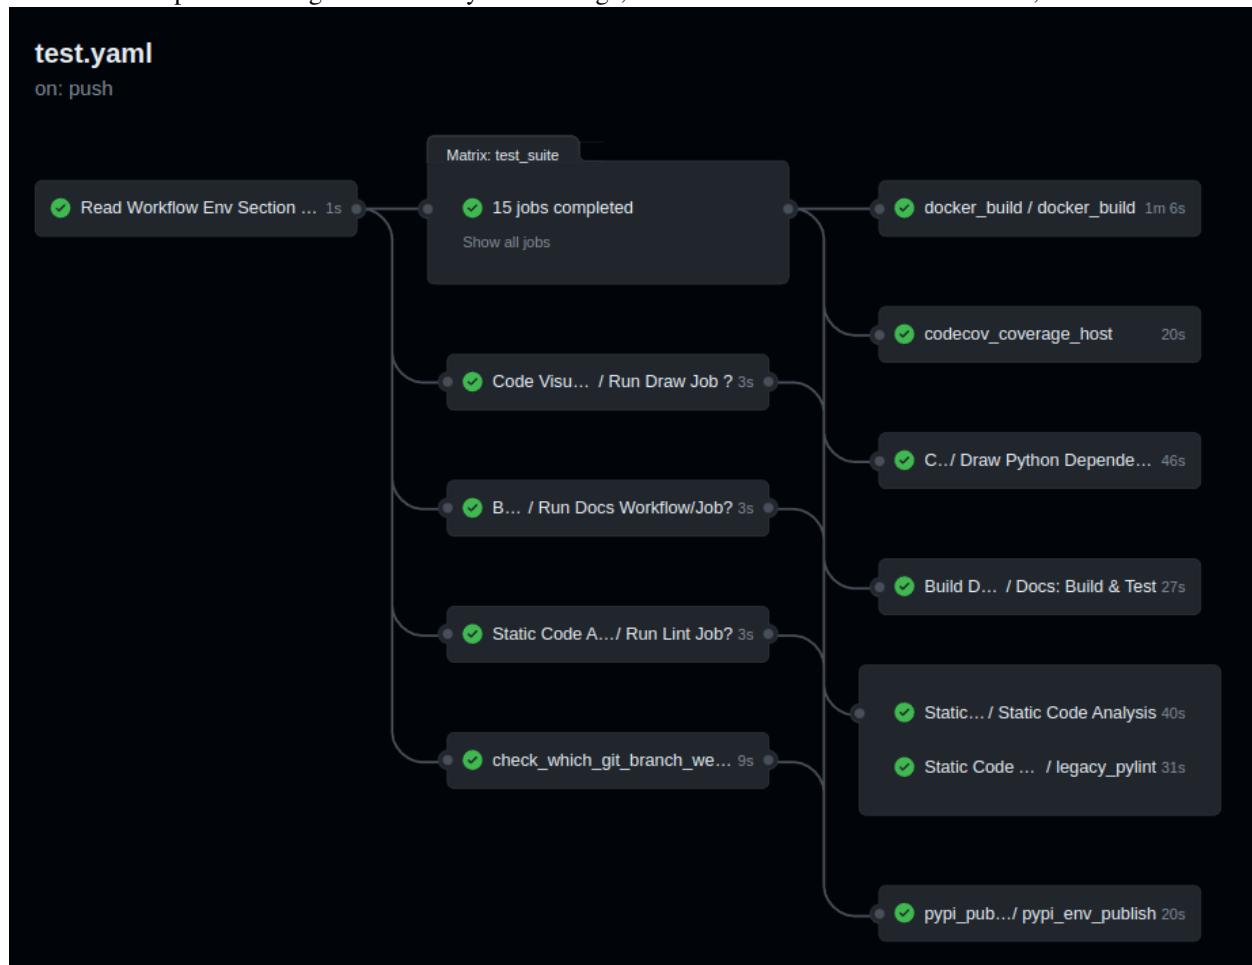 test.yaml
on: push
Matrix: test_suite
Read Workflow Env Section ... 1s
15 jobs completed
Show all jobs
docker_build / docker_build 1m 6s
codecov_coverage_host 20s
Code Visu... / Run Draw Job ? 3s
C../ Draw Python Depende... 46s
B... / Run Docs Workflow/Job? 3s
Build D... / Docs: Build & Test 27s
Static Code A.../ Run Lint Job? 3s
Static... / Static Code Analysis 40s
check_which_git_branch_we... 9s
Static Code ... / legacy_pylint 31s
pypi_pub.../ pypi_env_publish 20s